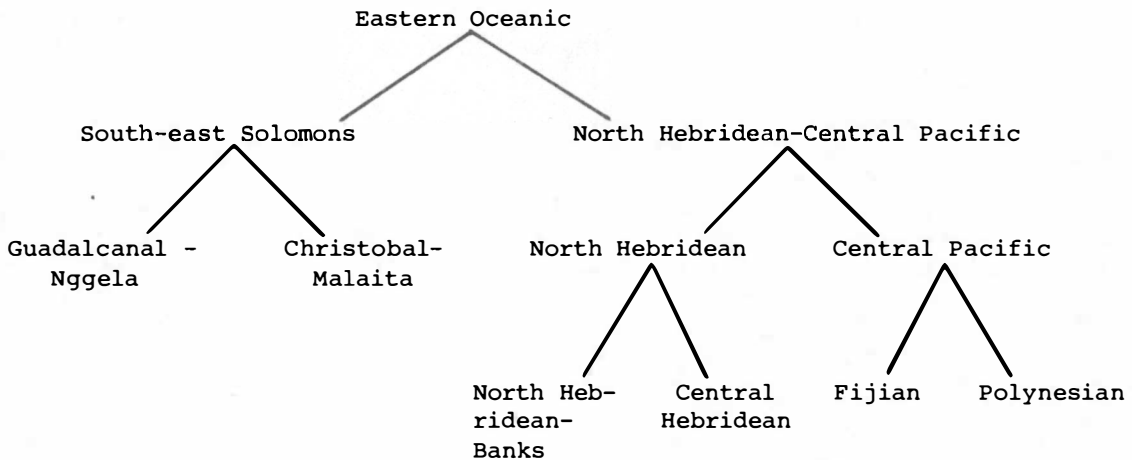 Eastern Oceanic
South-east Solomons
North Hebridean-Central Pacific
Guadalcanal -
Nggela
Christobal-
Malaita
North Hebridean
Central Pacific
North Heb-
ridean-
Banks
Central
Hebridean
Fijian
Polynesian